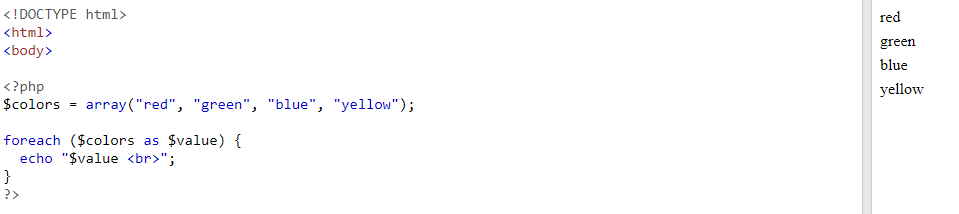 <!DOCTYPE html>
<html>
<body>
<?php
$colors = array("red", "green", "blue", "yellow");
foreach ($colors as $value) {
  echo "$value <br>";
}
?>
red
green
blue
yellow